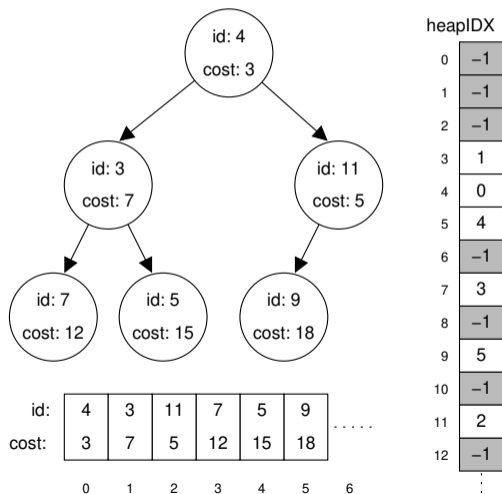 heapIDX
id: 4
cost: 3
id: 3
cost: 7
id: 11
cost: 5
id: 7
cost: 12
id: 5
cost: 15
id: 9
cost: 18
id: 4 3 11 7 5 9 .....
cost: 3 7 5 12 15 18
0 1 2 3 4 5 6
0 −1
1 −1
2 −1
3 1
4 0
5 4
6 −1
7 3
8 −1
9 5
10 −1
11 2
12 −1